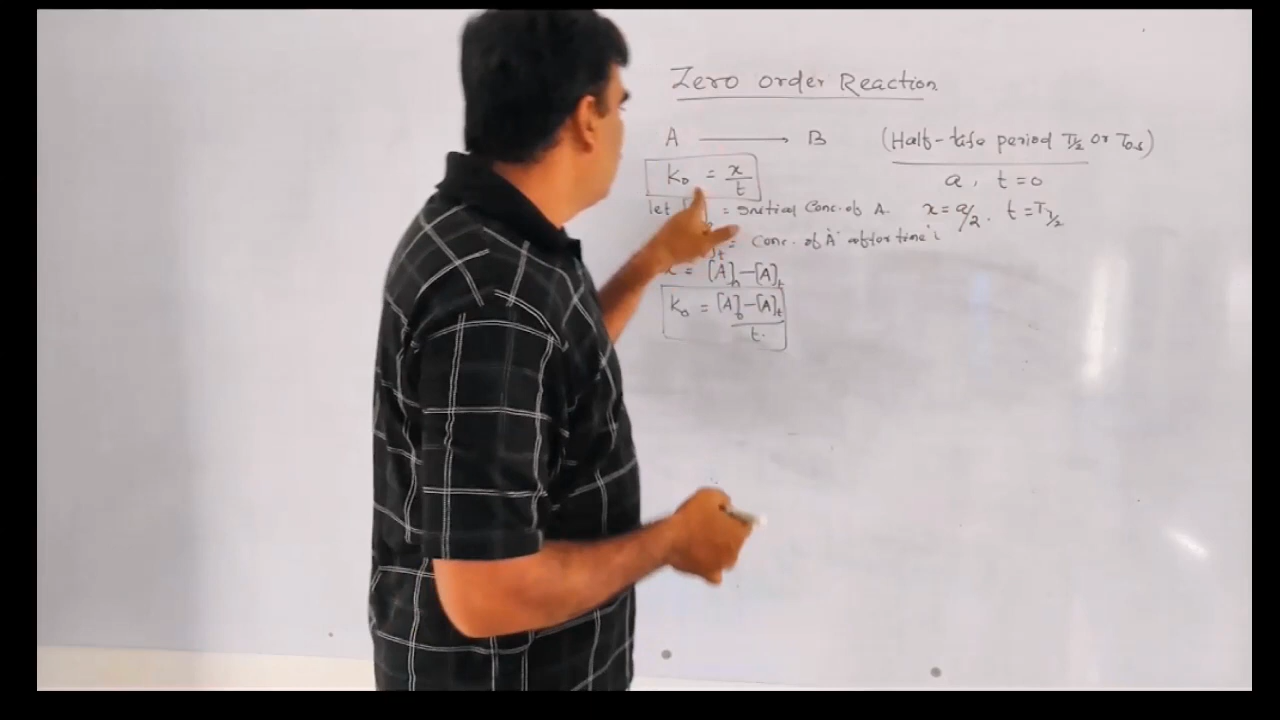 Zero order Reaction
A ⟶ B
(Half-life period T½ or T0.5)
K₀ = x/t
a, t = 0
let = Initial Conc. of A.
x = a/2. t = T1/2
t = Conc. of 'A' after time
x = [A]₀ − [A]t
K₀ = [A]₀ − [A]t / t.